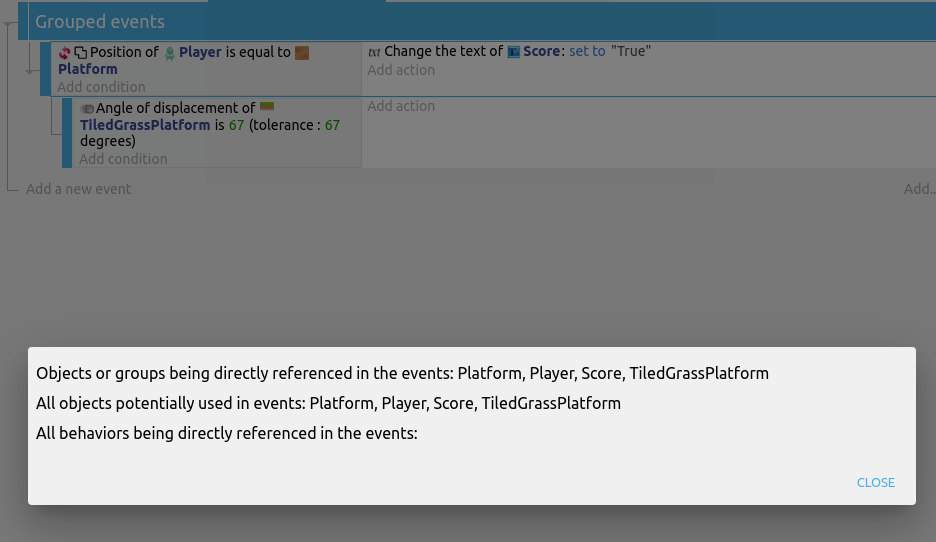 Grouped events
Position of Player is equal to
Platform
Add condition
txt Change the text of Score: set to "True"
Add action
Angle of displacement of
TiledGrassPlatform is 67 (tolerance : 67
degrees)
Add condition
Add action
Add a new event
Add...
Objects or groups being directly referenced in the events: Platform, Player, Score, TiledGrassPlatform
All objects potentially used in events: Platform, Player, Score, TiledGrassPlatform
All behaviors being directly referenced in the events:
CLOSE